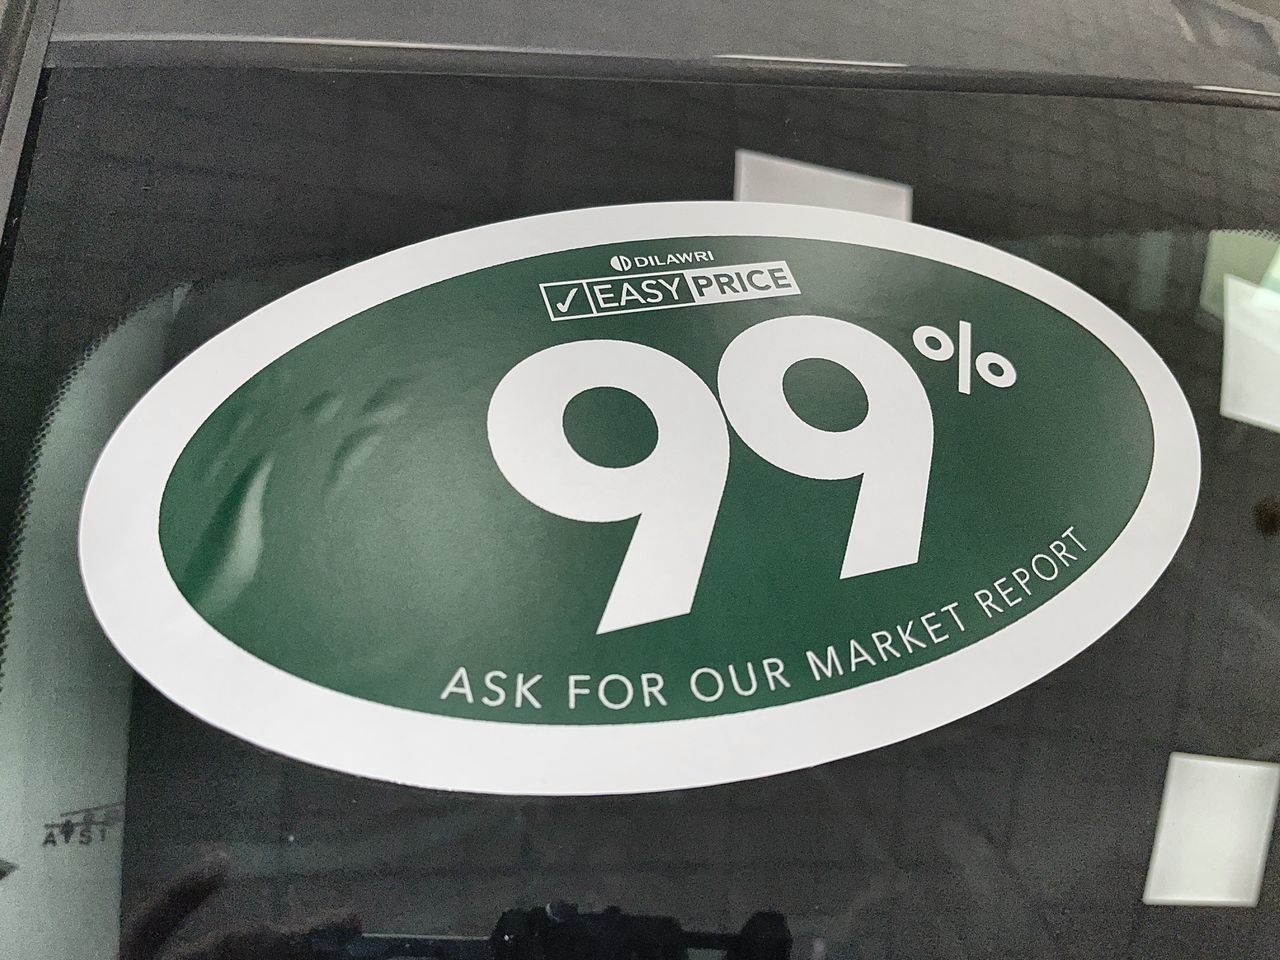 DILAWRI
✓ EASY PRICE
99%
ASK FOR OUR MARKET REPORT